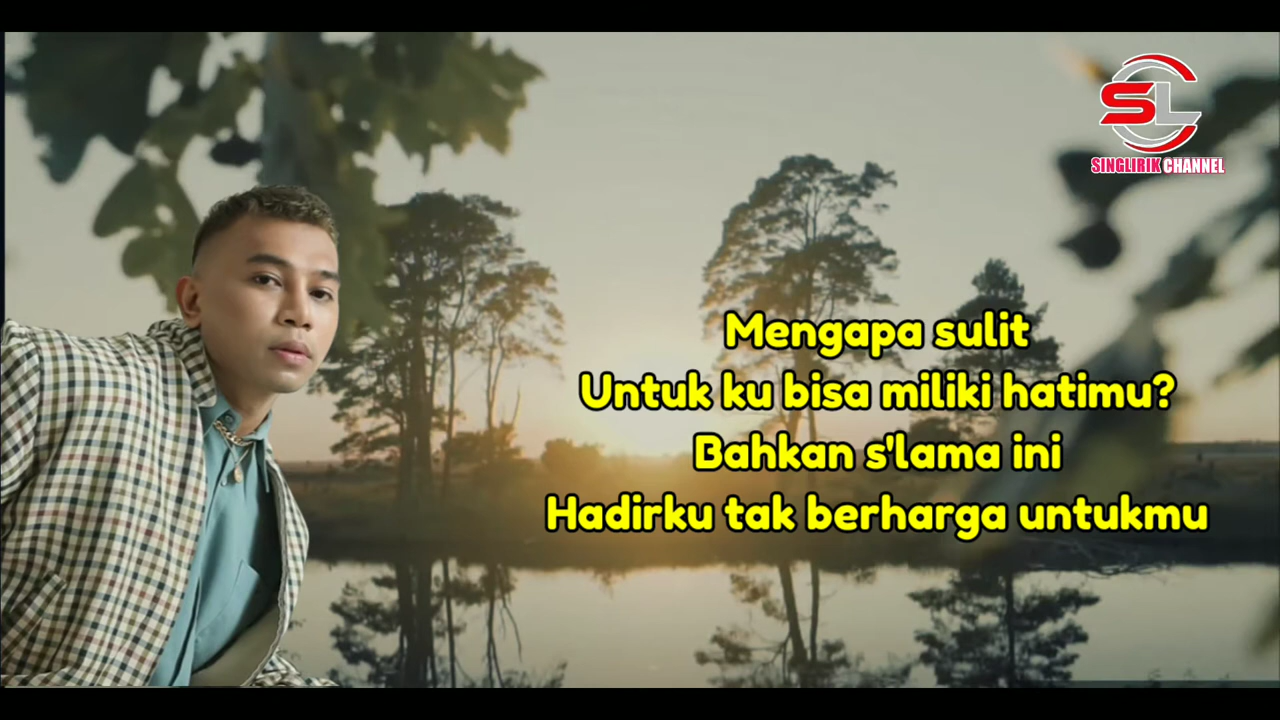 SL
SINGLIRIK CHANNEL
Mengapa sulit
Untuk ku bisa miliki hatimu?
Bahkan s'lama ini
Hadirku tak berharga untukmu